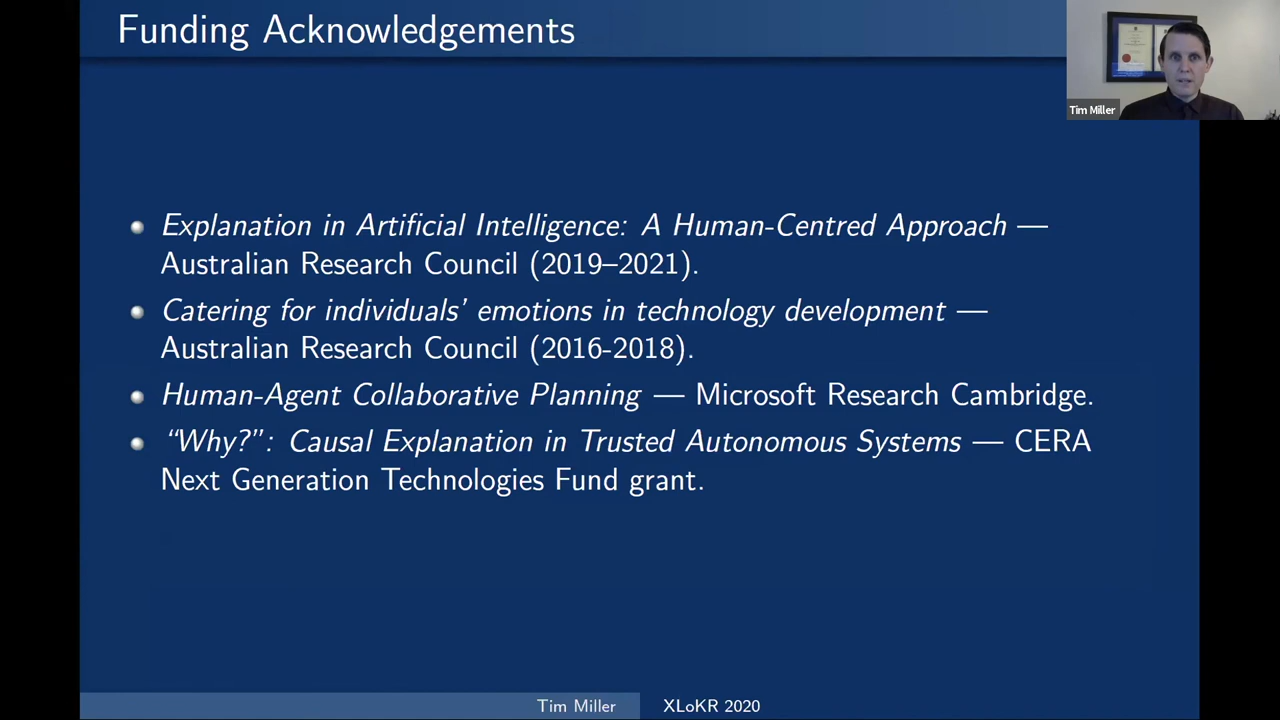 Funding Acknowledgements
Tim Miller
Explanation in Artificial Intelligence: A Human-Centred Approach —
Australian Research Council (2019–2021).
Catering for individuals' emotions in technology development —
Australian Research Council (2016-2018).
Human-Agent Collaborative Planning — Microsoft Research Cambridge.
“Why?”: Causal Explanation in Trusted Autonomous Systems — CERA
Next Generation Technologies Fund grant.
Tim Miller XLoKR 2020